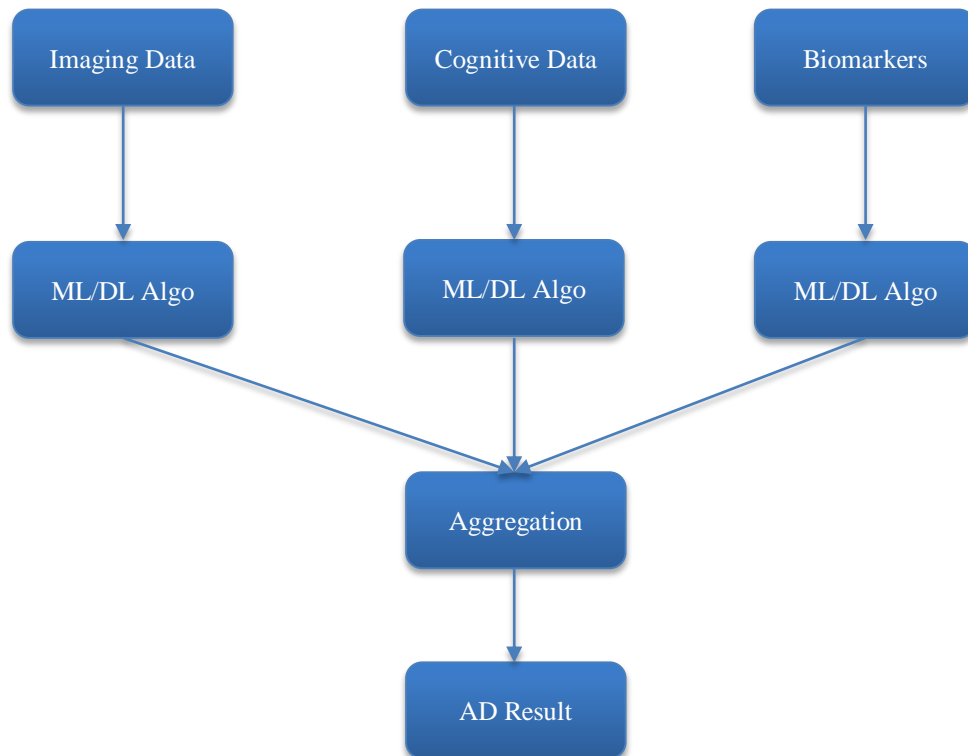 Imaging Data
Cognitive Data
Biomarkers
ML/DL Algo
ML/DL Algo
ML/DL Algo
Aggregation
AD Result